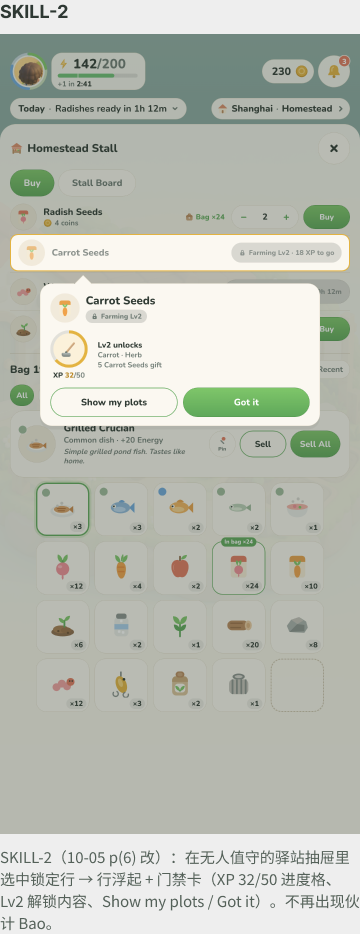 SKILL-2
142/200
+1 in 2:41
230
3
Today · Radishes ready in 1h 12m
Shanghai · Homestead
Homestead Stall
Buy
Stall Board
Radish Seeds
4 coins
Bag ×24
− 2 +
Buy
Carrot Seeds
Farming Lv2 · 18 XP to go
h 12m
Carrot Seeds
Farming Lv2
Buy
Lv2 unlocks
Carrot · Herb
5 Carrot Seeds gift
XP 32/50
Bag 1
Recent
Show my plots
Got it
All
Grilled Crucian
Common dish · +20 Energy
Simple grilled pond fish. Tastes like
home.
Pin
Sell
Sell All
×3
×3
×2
×2
×1
In bag ×24
×12
×4
×2
×24
×10
×6
×2
×1
×20
×8
×12
×3
×2
×1
SKILL-2（10-05 p(6) 改）：在无人值守的驿站抽屉里
选中锁定行 → 行浮起 + 门禁卡（XP 32/50 进度格、
Lv2 解锁内容、Show my plots / Got it）。不再出现伙
计 Bao。